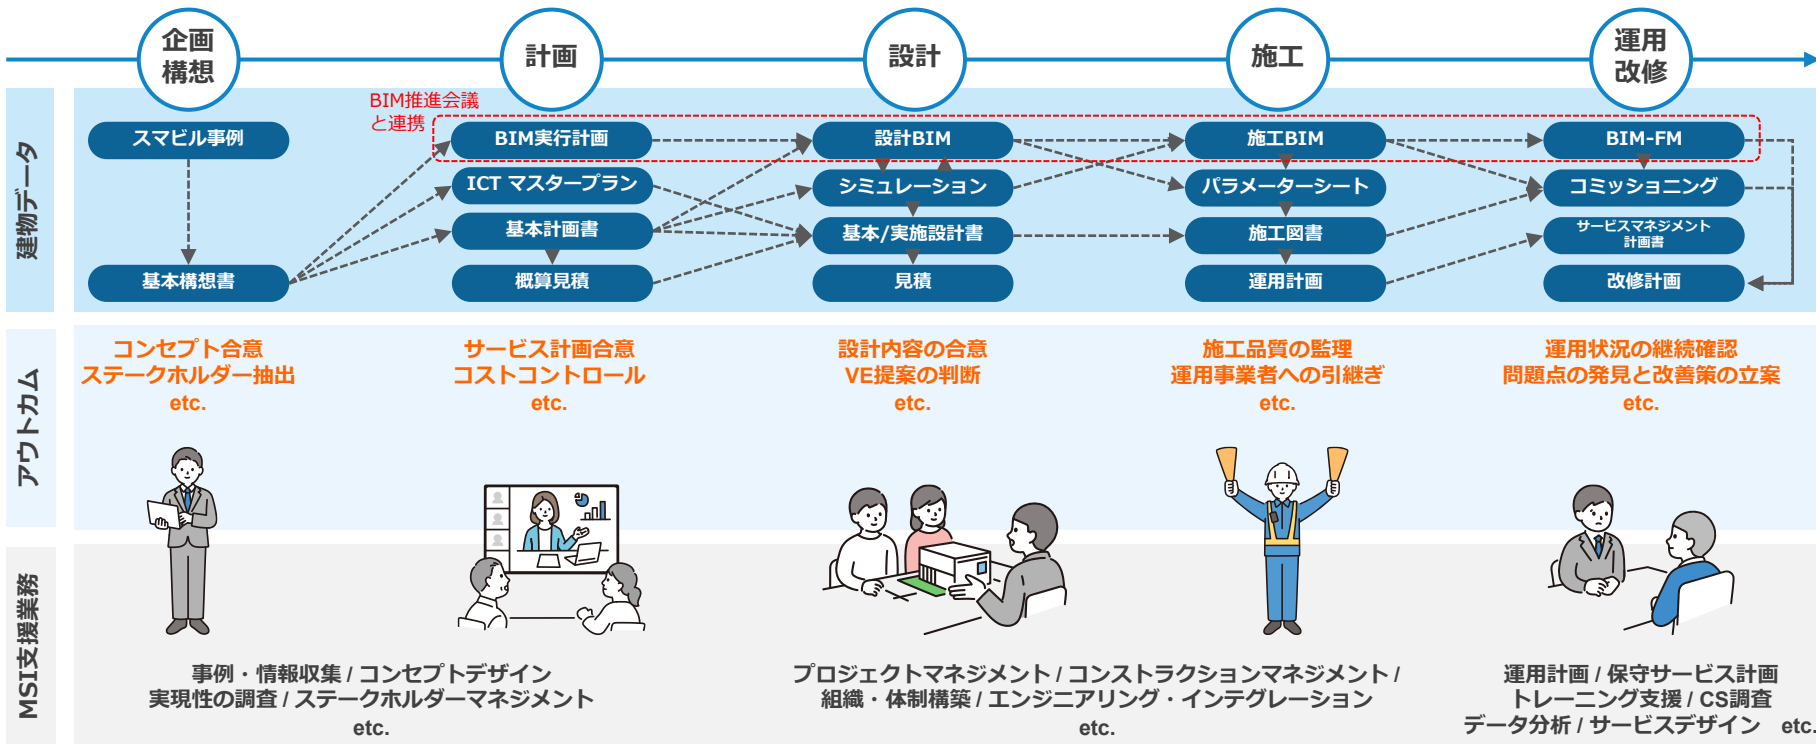 企画
構想
計画
設計
施工
運用
改修
建物データ
BIM推進会議
と連携
スマビル事例
基本構想書
BIM実行計画
ICT マスタープラン
基本計画書
概算見積
設計BIM
シミュレーション
基本/実施設計書
見積
施工BIM
パラメーターシート
施工図書
運用計画
BIM-FM
コミッショニング
サービスマネジメント
計画書
改修計画
アウトカム
コンセプト合意
ステークホルダー抽出
etc.
サービス計画合意
コストコントロール
etc.
設計内容の合意
VE提案の判断
etc.
施工品質の監理
運用事業者への引継ぎ
etc.
運用状況の継続確認
問題点の発見と改善策の立案
etc.
MSI支援業務
事例・情報収集 / コンセプトデザイン
実現性の調査 / ステークホルダーマネジメント
etc.
プロジェクトマネジメント / コンストラクションマネジメント /
組織・体制構築 / エンジニアリング・インテグレーション
etc.
運用計画 / 保守サービス計画
トレーニング支援 / CS調査
データ分析 / サービスデザイン　etc.